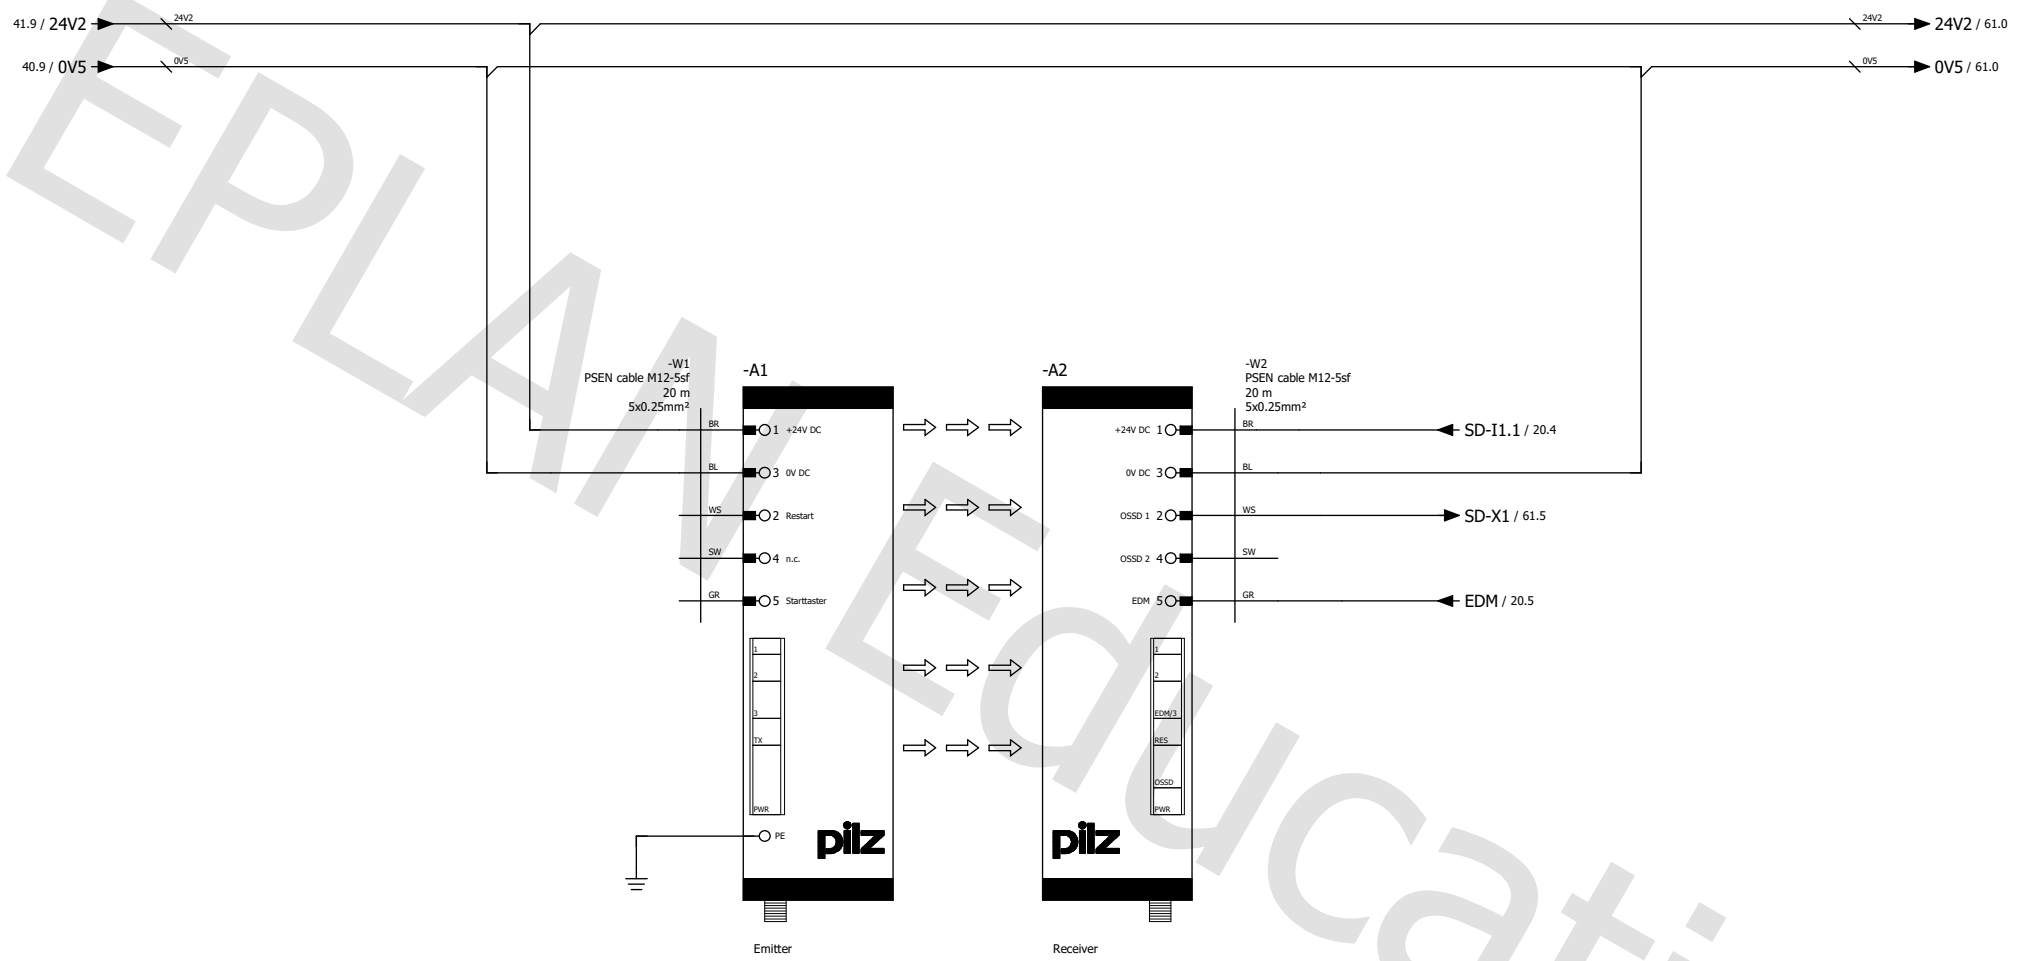 41.9 / 24V2
24V2
24V2
24V2 / 61.0
40.9 / 0V5
0V5
0V5
0V5 / 61.0
-W1
PSEN cable M12-5sf
20 m
5x0.25mm²
-A1
-A2
-W2
PSEN cable M12-5sf
20 m
5x0.25mm²
BR 1 +24V DC
+24V DC 1 BR SD-I1.1 / 20.4
BL 3 0V DC
0V DC 3 BL
WS 2 Restart
OSSD 1 2 WS SD-X1 / 61.5
SW 4 n.c.
OSSD 2 4 SW
GR 5 Starttaster
EDM 5 GR EDM / 20.5
1
2
3
TX
PWR
1
2
EDM/3
RES
OSSD
PWR
PE
pilz
pilz
Emitter
Receiver
EPLAN Educati